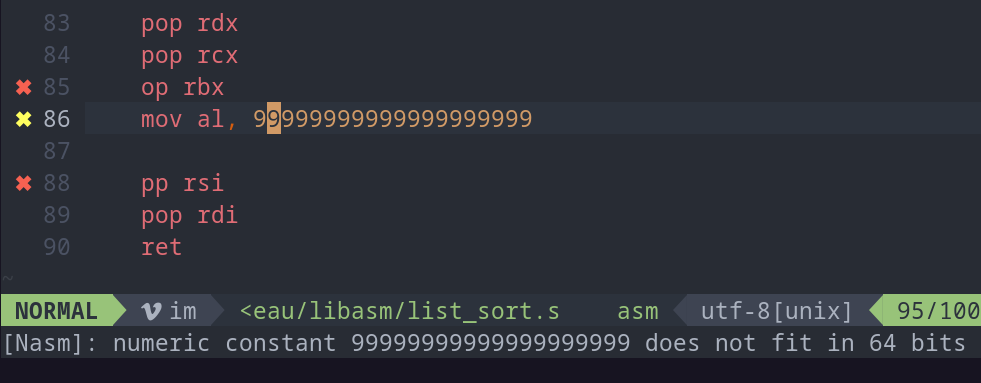 83 pop rdx
84 pop rcx
✖ 85 op rbx
✖ 86 mov al, 99999999999999999999
87
✖ 88 pp rsi
89 pop rdi
90 ret
~
NORMAL im <eau/libasm/list_sort.s asm utf-8[unix] 95/100
[Nasm]: numeric constant 99999999999999999999 does not fit in 64 bits